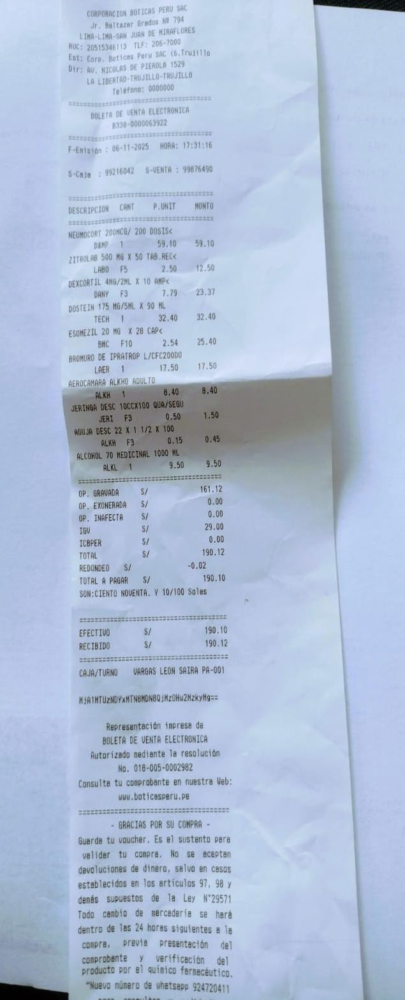 CORPORACION BOTICAS PERU SAC
Jr. Baltazar Grados Nº 794
LIMA-LIMA-SAN JUAN DE MIRAFLORES
RUC: 20515346113 TLF: 206-7000
Est: Corp. Boticas Peru SAC (6.Trujillo
Dir: AV. NICOLAS DE PIEROLA 1529
LA LIBERTAD-TRUJILLO-TRUJILLO
Teléfono: 0000000
====================================
BOLETA DE VENTA ELECTRONICA
B338-0000063922
====================================
F-Emisión : 06-11-2025 HORA: 17:31:16
S-Caja : 99216042 S-VENTA : 99876490
====================================
DESCRIPCION CANT P.UNIT MONTO
====================================
NEUMOCORT 200MCG/ 200 DOSIS<
D&MP 1 59.10 59.10
ZITROLAB 500 MG X 50 TAB.REC<
LABO F5 2.50 12.50
DEXCORTIL 4MG/2ML X 10 AMP<
DANY F3 7.79 23.37
DOSTEIN 175 MG/5ML X 90 ML
TECH 1 32.40 32.40
ESOMEZIL 20 MG X 28 CAP<
BMC F10 2.54 25.40
BROMURO DE IPRATROP L/CFC200DO
LAER 1 17.50 17.50
AEROCAMARA ALKHO ADULTO
ALKH 1 8.40 8.40
JERINGA DESC 10CCX100 QUA/SEGU
JERI F3 0.50 1.50
AGUJA DESC 22 X 1 1/2 X 100
ALKH F3 0.15 0.45
ALCOHOL 70 MEDICINAL 1000 ML
ALKL 1 9.50 9.50
====================================
OP. GRAVADA S/ 161.12
OP. EXONERADA S/ 0.00
OP. INAFECTA S/ 0.00
IGV S/ 29.00
ICBPER S/ 0.00
TOTAL S/ 190.12
REDONDEO S/ -0.02
TOTAL A PAGAR S/ 190.10
SON:CIENTO NOVENTA. Y 10/100 Soles
====================================
EFECTIVO S/ 190.10
RECIBIDO S/ 190.12
====================================
CAJA/TURNO VARGAS LEON SAIRA PA-001
MjA1MTUzNDYxMTN8MDN8QjMzOHw2MzkyMg==
Representación impresa de
BOLETA DE VENTA ELECTRONICA
Autorizado mediante la resolución
No. 018-005-0002982
Consulta tu comprobante en nuestra Web:
www.boticasperu.pe
====================================
- GRACIAS POR SU COMPRA -
Guarda tu voucher. Es el sustento para
validar tu compra. No se aceptan
devoluciones de dinero, salvo en casos
establecidos en los artículos 97, 98 y
demás supuestos de la Ley N°29571
Todo cambio de mercadería se hará
dentro de las 24 horas siguientes a la
compra, previa presentación del
comprobante y verificación del
producto por el químico farmacéutico.
"Nuevo número de whatsapp 924720411